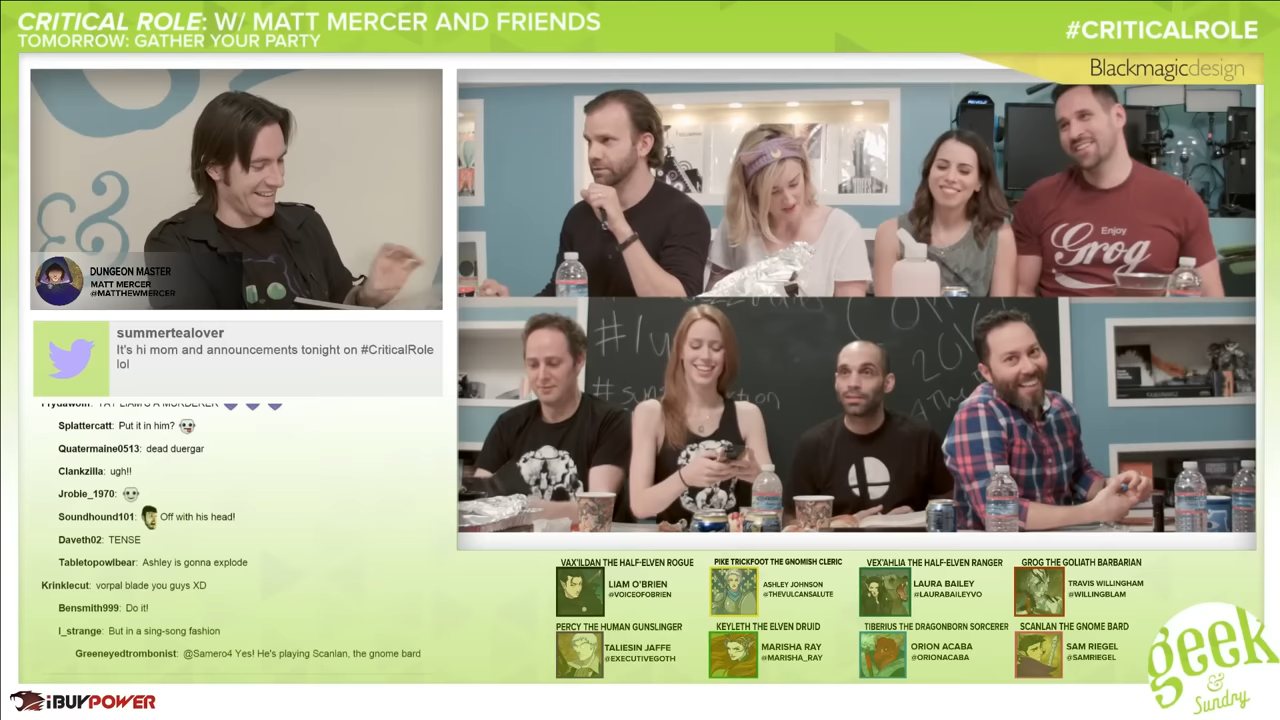 CRITICAL ROLE: W/ MATT MERCER AND FRIENDS
TOMORROW: GATHER YOUR PARTY
#CRITICALROLE
Blackmagicdesign
DUNGEON MASTER
MATT MERCER
@MATTHEWMERCER
Enjoy
Grog
summertealover
It's hi mom and announcements tonight on #CriticalRole
lol
Splattercatt: Put it in him?
Quatermaine0513: dead duergar
Clankzilla: ugh!!
Jroble_1970:
Soundhound101: Off with his head!
Daveth02: TENSE
Tabletopowlbear: Ashley is gonna explode
Krinklecut: vorpal blade you guys XD
Bensmith999: Do it!
I_strange: But in a sing-song fashion
Greeneyedtrombonist: @Samero4 Yes! He's playing Scanlan, the gnome bard
VAX'ILDAN THE HALF-ELVEN ROGUE
LIAM O'BRIEN
@VOICEOFOBRIEN
PIKE TRICKFOOT THE GNOMISH CLERIC
ASHLEY JOHNSON
@THEVULCANSALUTE
VEX'AHLIA THE HALF-ELVEN RANGER
LAURA BAILEY
@LAURABAILEYVO
GROG THE GOLIATH BARBARIAN
TRAVIS WILLINGHAM
@WILLINGBLAM
PERCY THE HUMAN GUNSLINGER
TALIESIN JAFFE
@EXECUTIVEGOTH
KEYLETH THE ELVEN DRUID
MARISHA RAY
@MARISHA_RAY
TIBERIUS THE DRAGONBORN SORCERER
ORION ACABA
@ORIONACABA
SCANLAN THE GNOME BARD
SAM RIEGEL
@SAMRIEGEL
geek
&
Sundry
iBUYPOWER